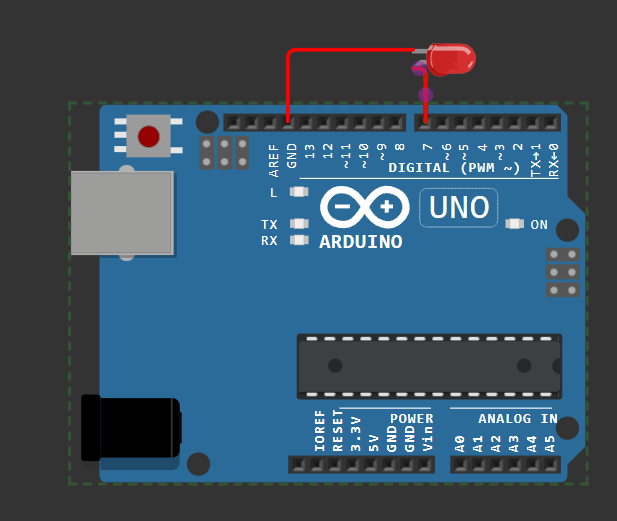 AREF
GND
13
12
~11
~10
~9
8
7
~6
~5
4
~3
2
TX→1
RX←0
DIGITAL (PWM ~)
L
TX
RX
UNO
ON
ARDUINO
POWER
ANALOG IN
IOREF
RESET
3.3V
5V
GND
GND
Vin
A0
A1
A2
A3
A4
A5